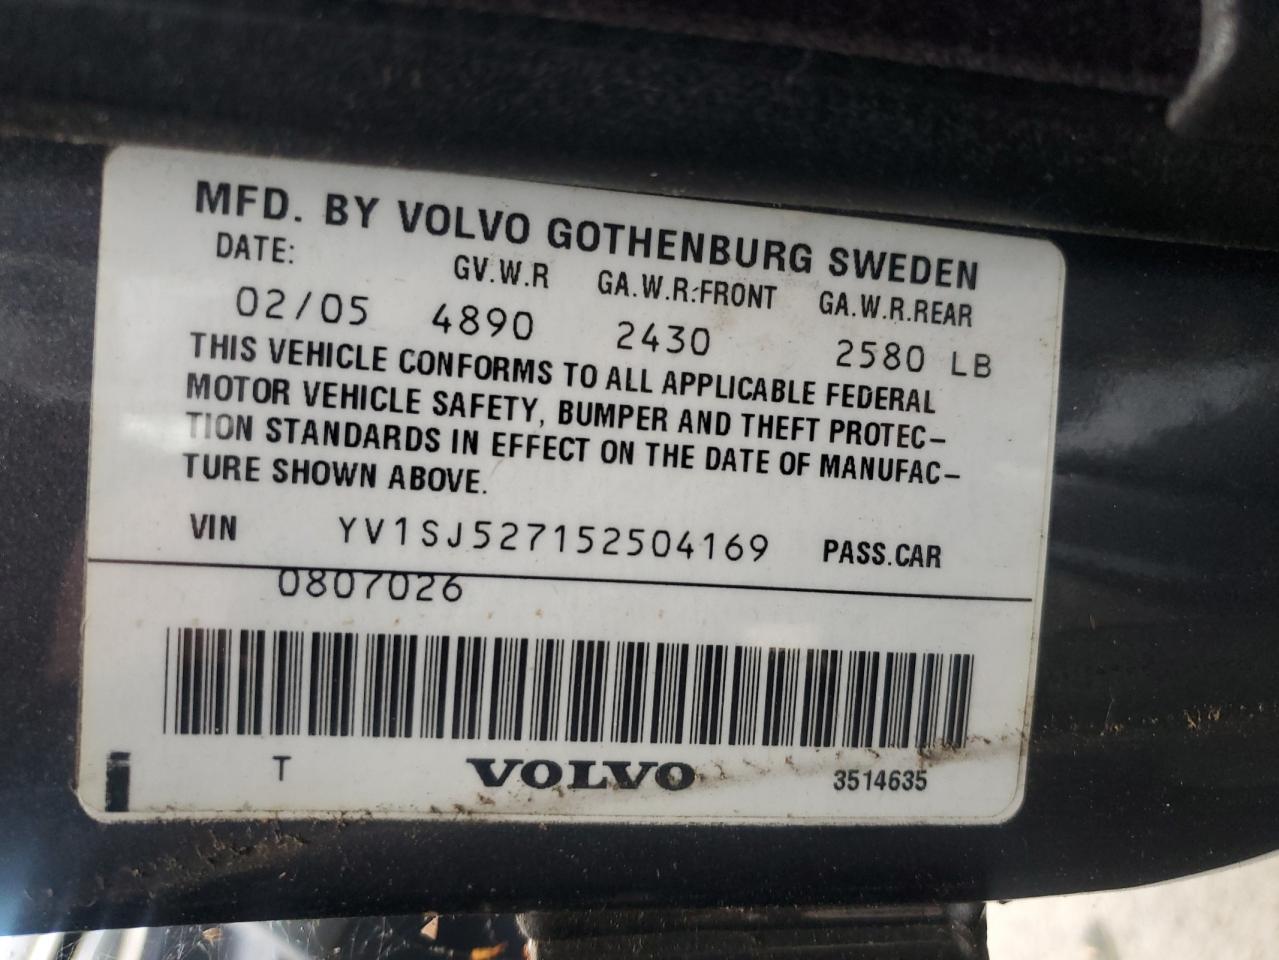 MFD. BY VOLVO GOTHENBURG SWEDEN
DATE: GV.W.R GA.W.R.FRONT GA.W.R.REAR
02/05 4890 2430 2580 LB
THIS VEHICLE CONFORMS TO ALL APPLICABLE FEDERAL
MOTOR VEHICLE SAFETY, BUMPER AND THEFT PROTEC-
TION STANDARDS IN EFFECT ON THE DATE OF MANUFAC-
TURE SHOWN ABOVE.
VIN YV1SJ527152504169 PASS.CAR
0807026
T VOLVO 3514635